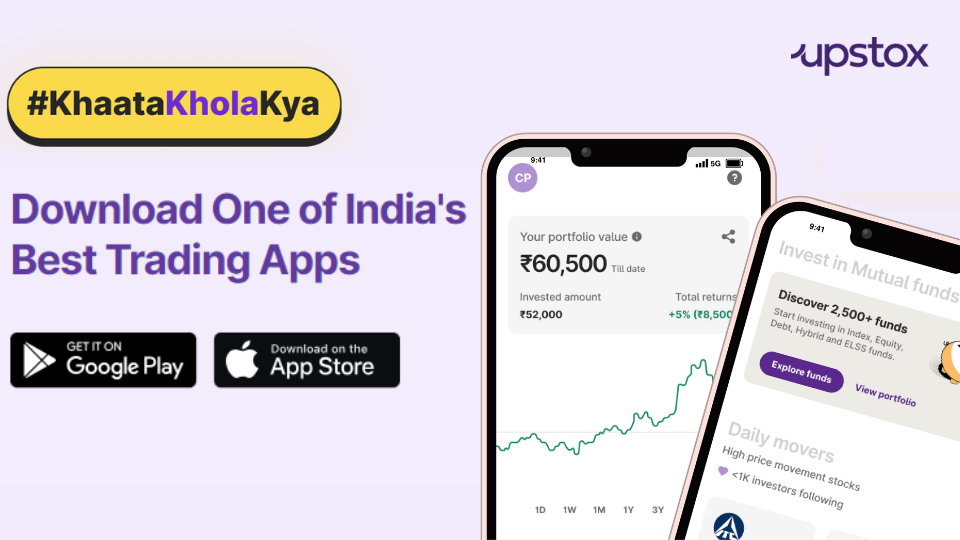 upstox
#KhaataKholaKya
Download One of India's
Best Trading Apps
GET IT ON
Google Play
Download on the
App Store
9:41
5G
CP
?
Your portfolio value
₹60,500 Till date
Invested amount
Total returns
₹52,000
+5% (₹8,500
1D 1W 1M 1Y 3Y
9:41
Invest in Mutual funds
Discover 2,500+ funds
Start investing in Index, Equity,
Debt, Hybrid and ELSS funds.
Explore funds
View portfolio
Daily movers
High price movement stocks
<1K investors following